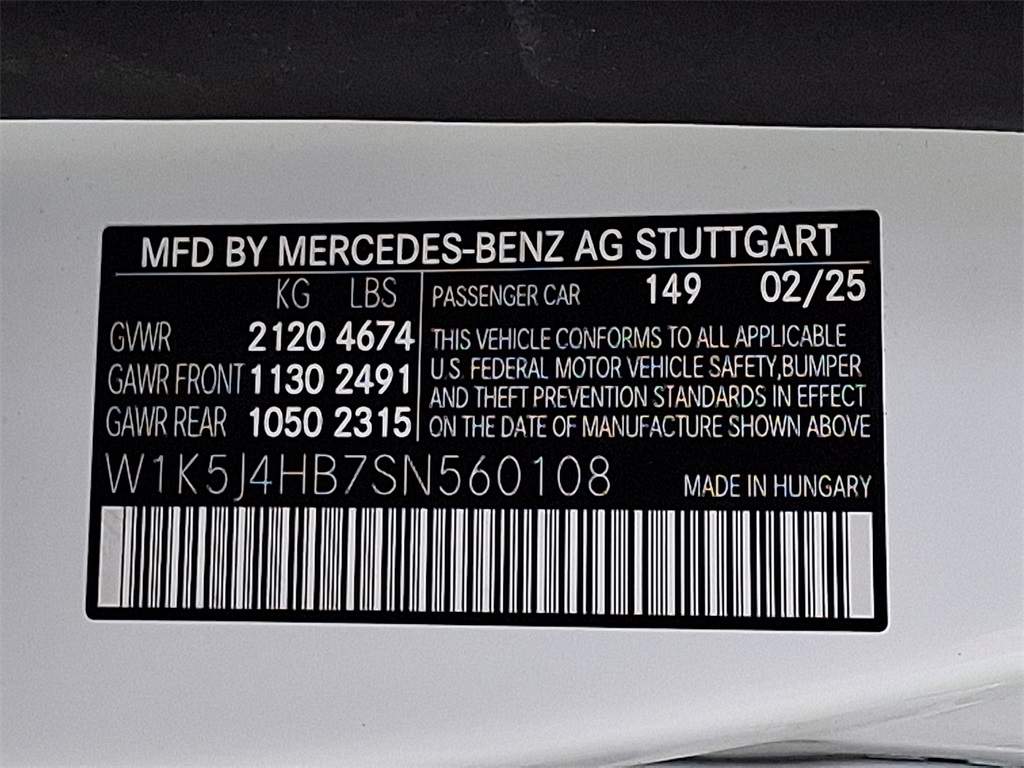 MFD BY MERCEDES-BENZ AG STUTTGART
KG LBS
GVWR 2120 4674
GAWR FRONT 1130 2491
GAWR REAR 1050 2315
PASSENGER CAR 149 02/25
THIS VEHICLE CONFORMS TO ALL APPLICABLE
U.S. FEDERAL MOTOR VEHICLE SAFETY,BUMPER
AND THEFT PREVENTION STANDARDS IN EFFECT
ON THE DATE OF MANUFACTURE SHOWN ABOVE
W1K5J4HB7SN560108 MADE IN HUNGARY